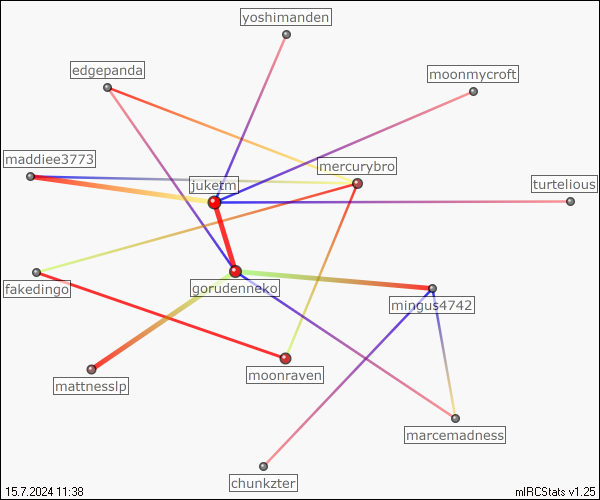 yoshimanden
edgepanda
moonmycroft
maddiee3773
mercurybro
juketm
turtelious
fakedingo
gorudenneko
mingus4742
moonraven
mattnesslp
marcemadness
chunkzter
15.7.2024 11:38
mIRCStats v1.25